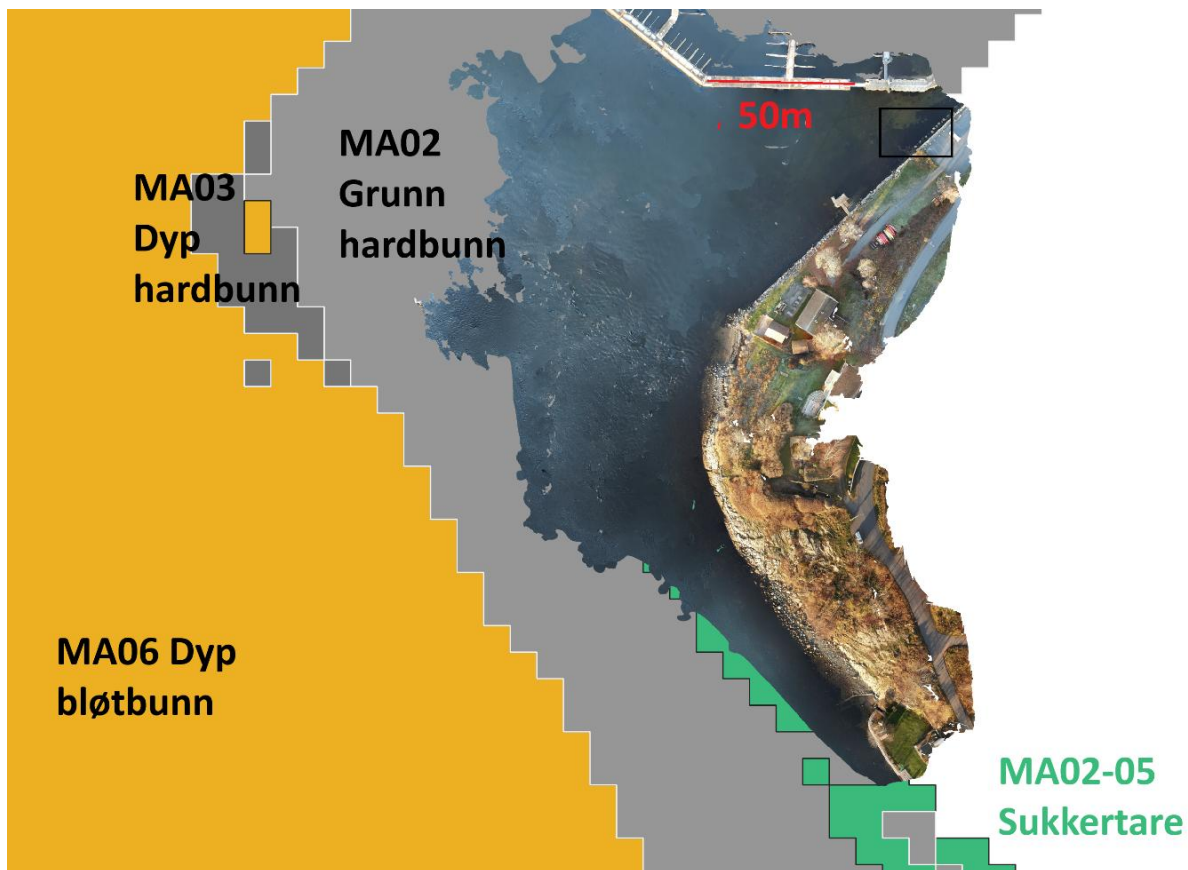 50m
MA02
Grunn
hardbunn
MA03
Dyp
hardbunn
MA06 Dyp
bløtbunn
MA02-05
Sukkertare